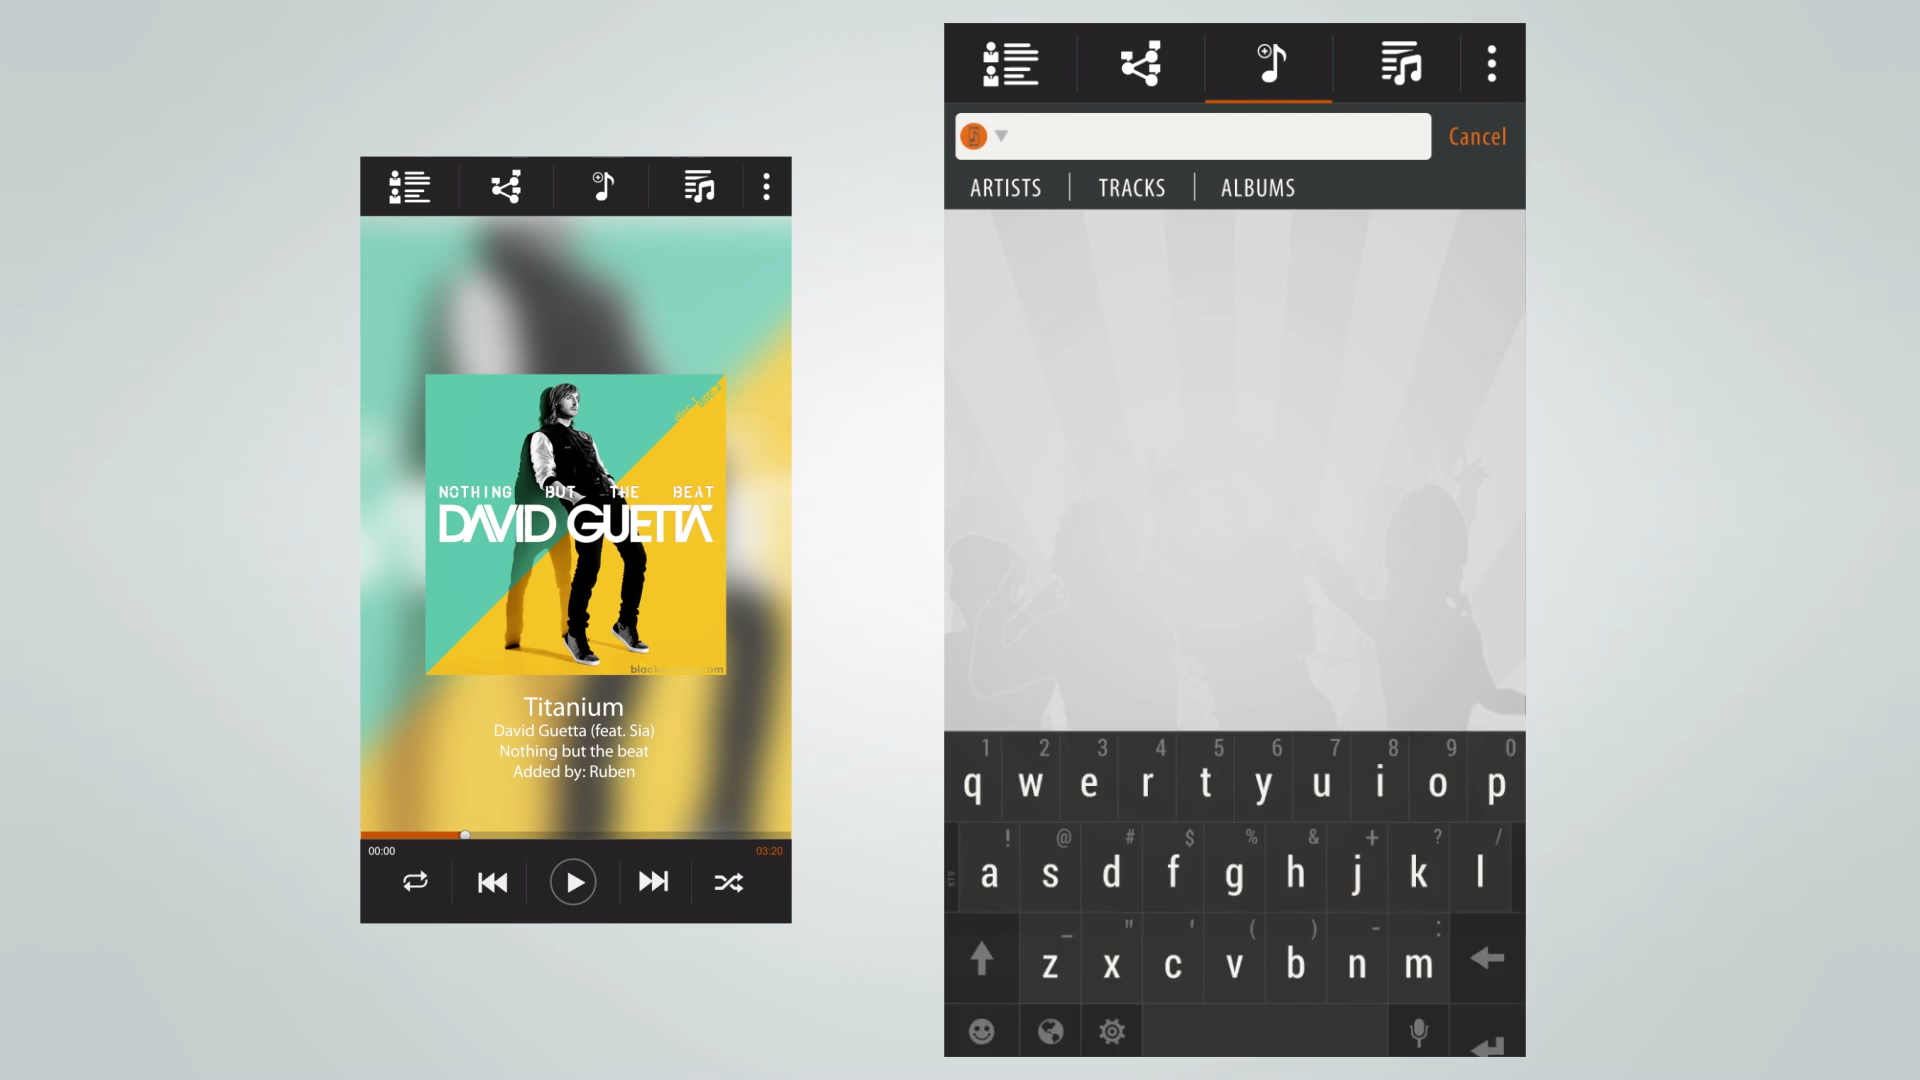 NOTHING BUT THE BEAT
DAVID GUETTA
Titanium
David Guetta (feat. Sia)
Nothing but the beat
Added by: Ruben
00:00
03:20
Cancel
ARTISTS | TRACKS | ALBUMS
1 2 3 4 5 6 7 8 9 0
q w e r t y u i o p
! @ # $ % & + ? /
a s d f g h j k l
_ " ' ( ) - :
z x c v b n m